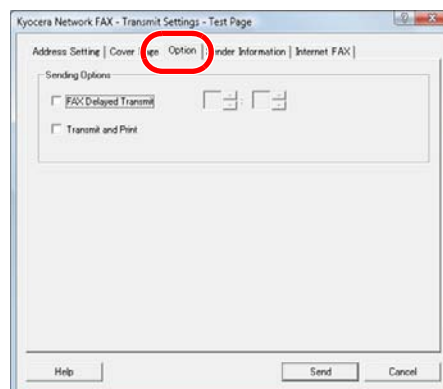 Kyocera Network FAX - Transmit Settings - Test Page
Address Setting Cover Option Sender Information Internet FAX
Sending Options
FAX Delayed Transmit :
Transmit and Print
Help Send Cancel